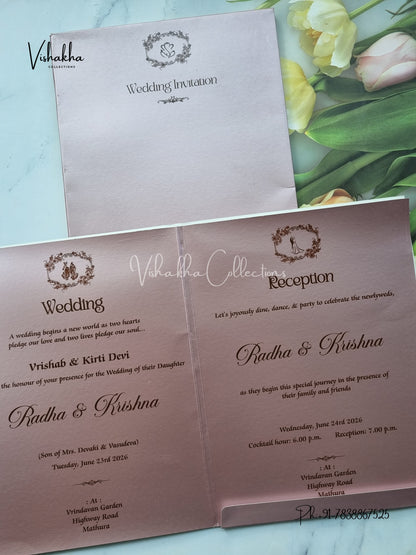 Vishakha
COLLECTIONS
Wedding Invitation
Vishakha Collections
Wedding
A wedding begins a new world as two hearts
pledge our love and two lives pledge our soul...
Vrishab & Kirti Devi
the honour of your presence for the Wedding of their Daughter
Radha & Krishna
(Son of Mrs. Devaki & Vasudeva)
Tuesday, June 23rd 2026
: At :
Vrindavan Garden
Highway Road
Mathura
Reception
Let's joyously dine, dance, & party to celebrate the newlyweds,
Radha & Krishna
as they begin this special journey in the presence of
their family and friends
Wednesday, June 24rd 2026
Cocktail hour: 6.00 p.m. Reception: 7.00 p.m.
: At :
Vrindavan Garden
Highway Road
Mathura
Ph:91-7838867525